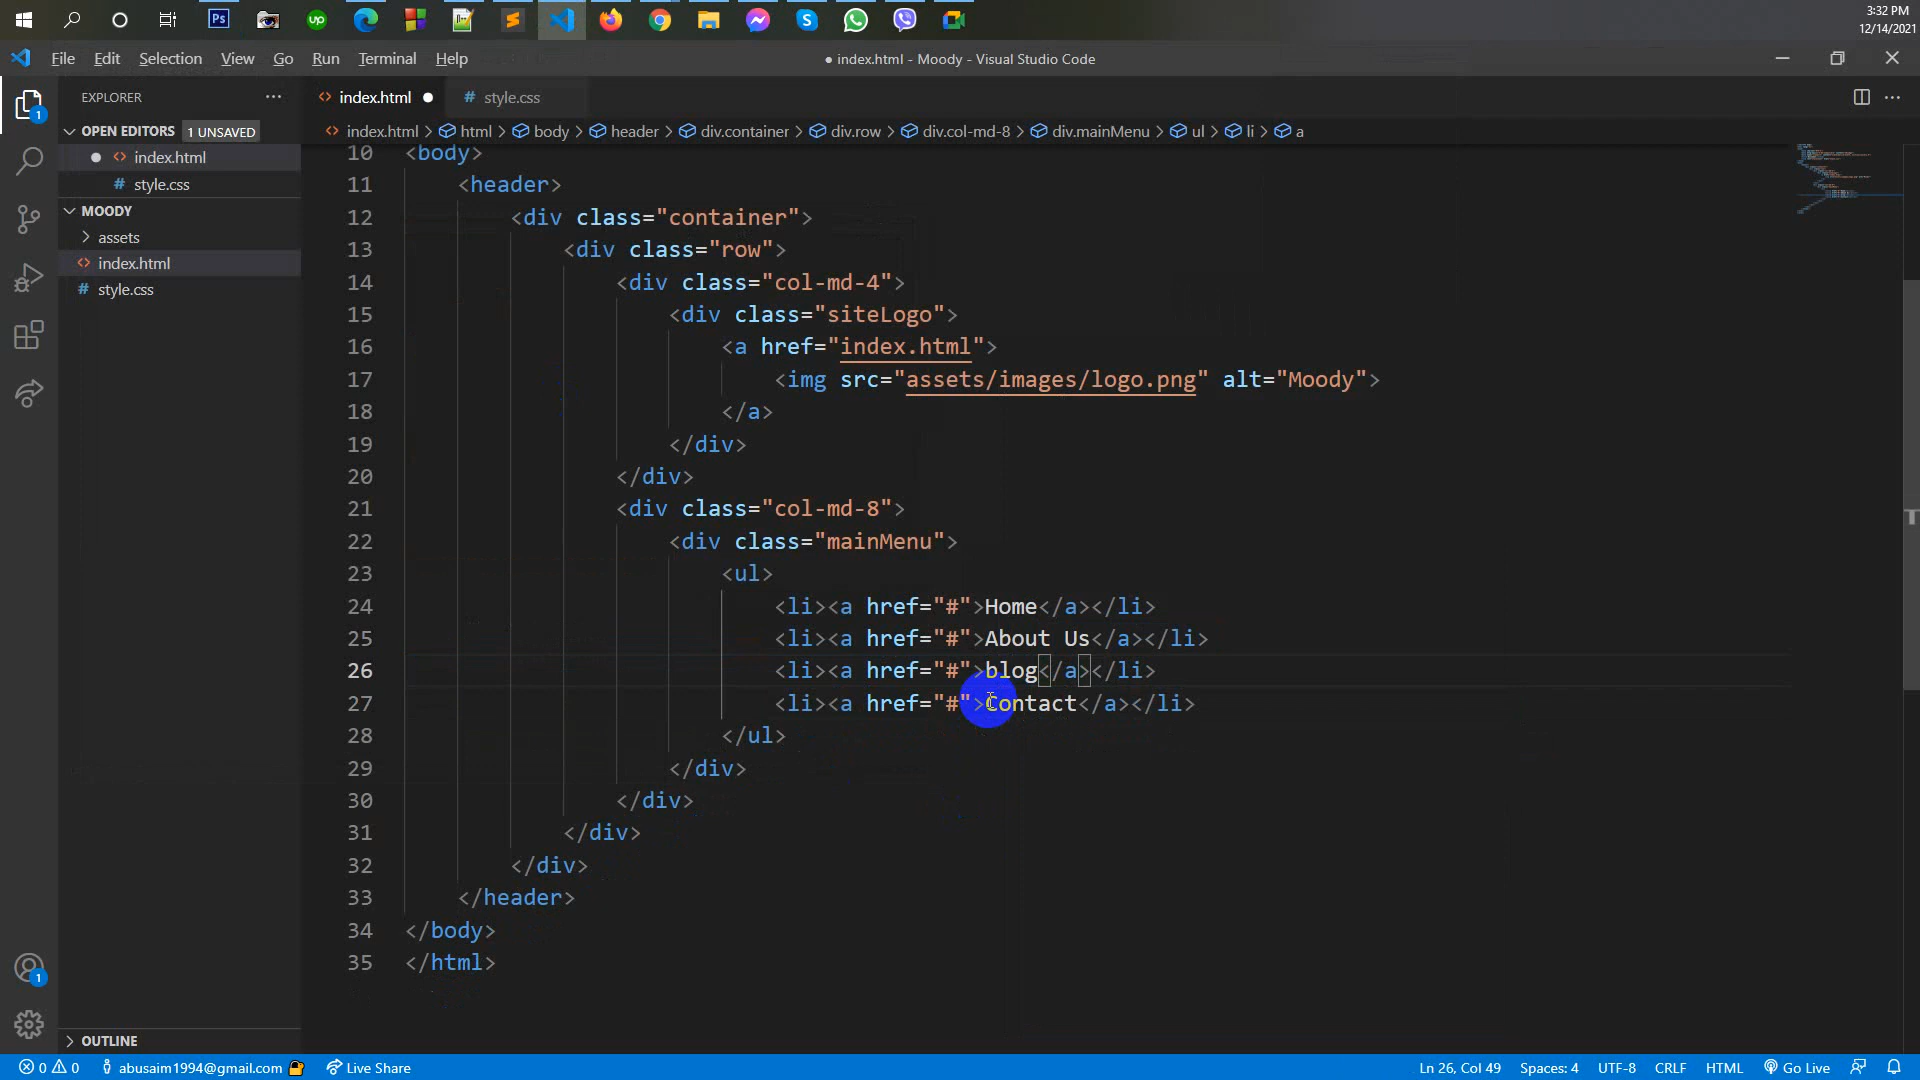 3:32 PM
12/14/2021
Ps
up
File Edit Selection View Go Run Terminal Help
● index.html - Moody - Visual Studio Code
EXPLORER
index.html ●
# style.css
OPEN EDITORS 1 UNSAVED
index.html > html > body > header > div.container > div.row > div.col-md-8 > div.mainMenu > ul > li > a
● index.html
# style.css
MOODY
assets
index.html
# style.css
10 <body>
11 <header>
12 <div class="container">
13 <div class="row">
14 <div class="col-md-4">
15 <div class="siteLogo">
16 <a href="index.html">
17 <img src="assets/images/logo.png" alt="Moody">
18 </a>
19 </div>
20 </div>
21 <div class="col-md-8">
22 <div class="mainMenu">
23 <ul>
24 <li><a href="#">Home</a></li>
25 <li><a href="#">About Us</a></li>
26 <li><a href="#">blog</a></li>
27 <li><a href="#">Contact</a></li>
28 </ul>
29 </div>
30 </div>
31 </div>
32 </div>
33 </header>
34 </body>
35 </html>
1
1
OUTLINE
0 0 abusaim1994@gmail.com Live Share
Ln 26, Col 49 Spaces: 4 UTF-8 CRLF HTML Go Live